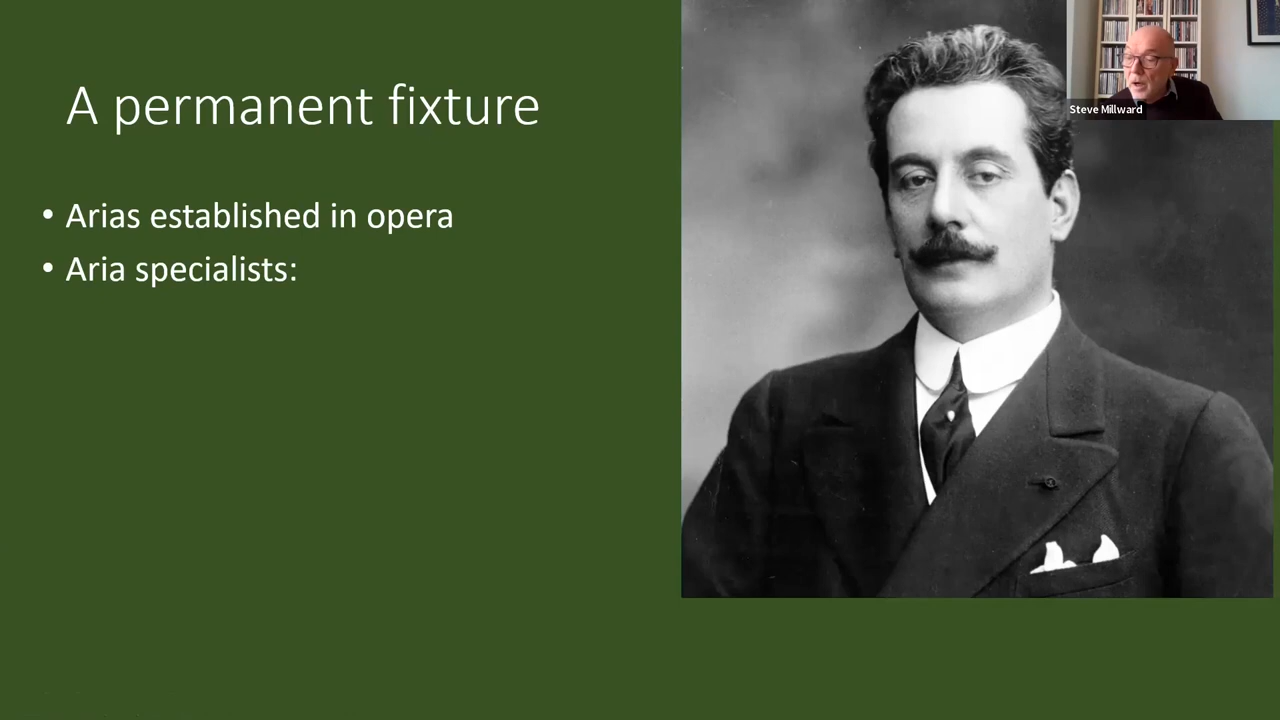 A permanent fixture
• Arias established in opera
• Aria specialists:
Steve Millward